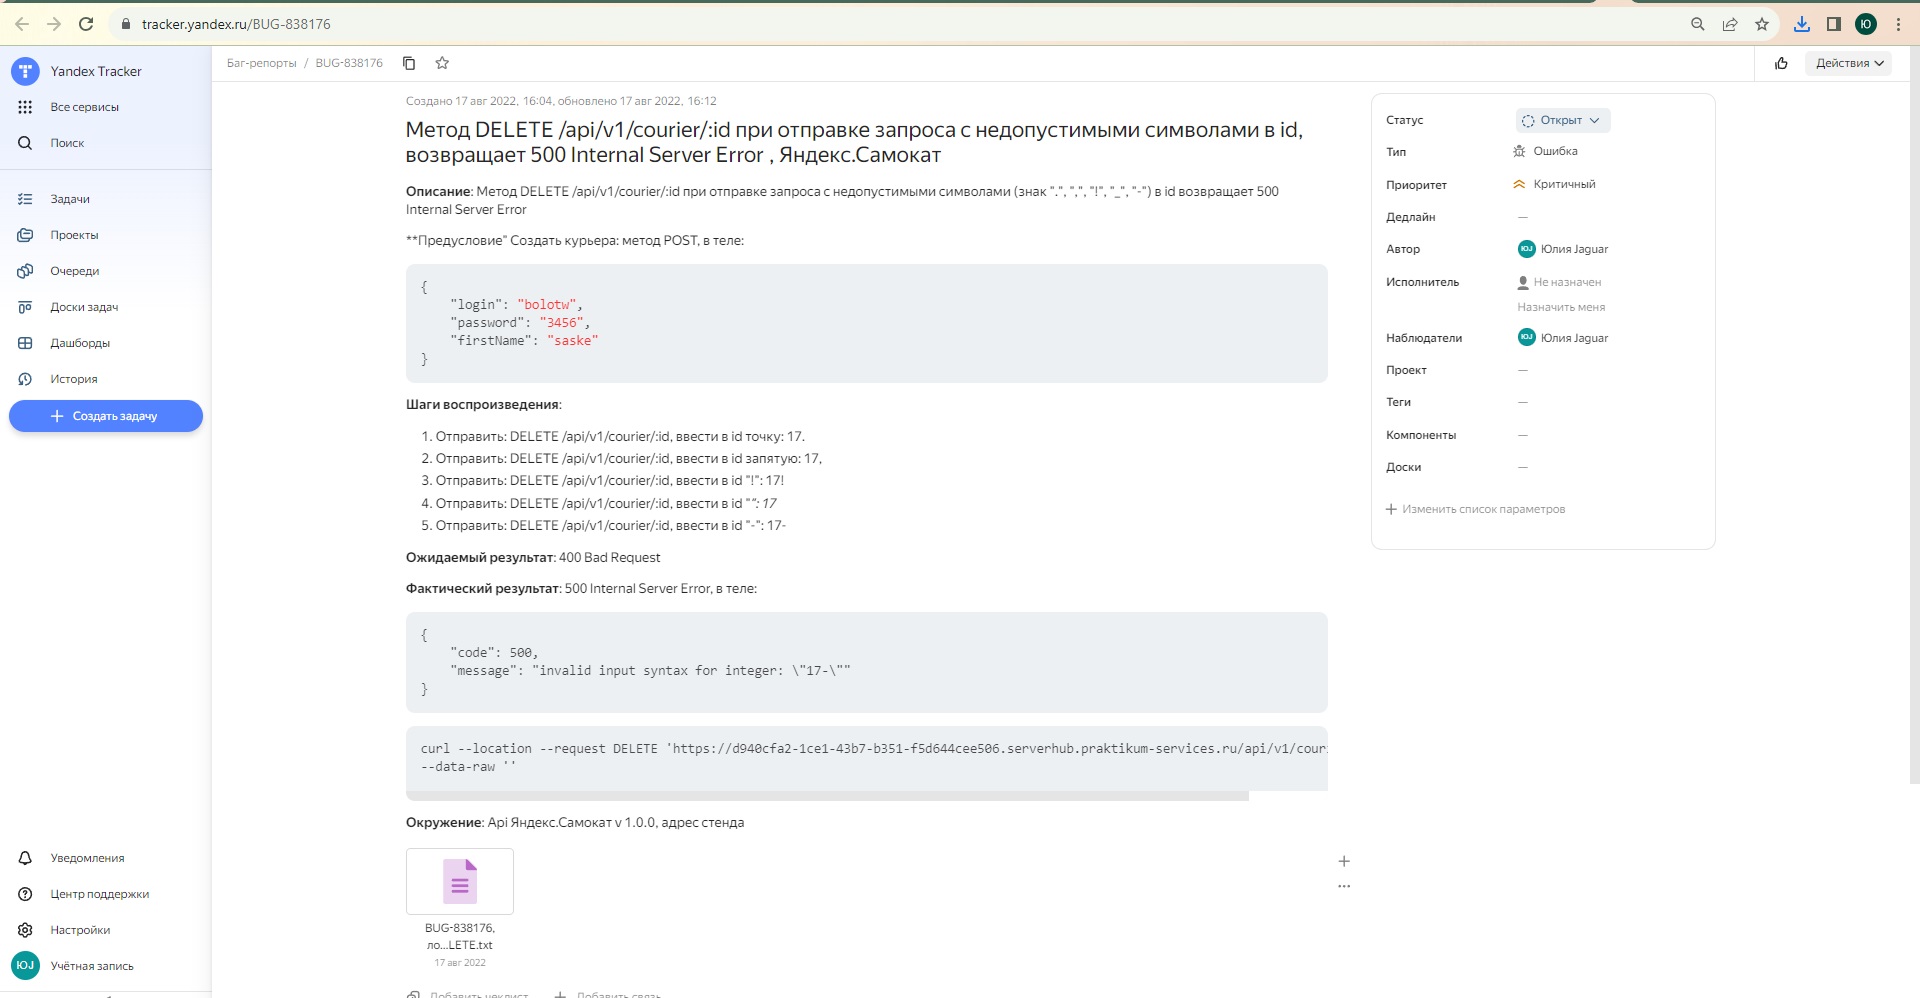 tracker.yandex.ru/BUG-838176
Ю
Yandex Tracker
Все сервисы
Поиск
Задачи
Проекты
Очереди
Доски задач
Дашборды
История
Создать задачу
Уведомления
Центр поддержки
Настройки
ЮJ Учётная запись
Баг-репорты / BUG-838176
Действия
Создано 17 авг 2022, 16:04, обновлено 17 авг 2022, 16:12
Метод DELETE /api/v1/courier/:id при отправке запроса с недопустимыми символами в id,
возвращает 500 Internal Server Error , Яндекс.Самокат
Описание: Метод DELETE /api/v1/courier/:id при отправке запроса с недопустимыми символами (знак ".", ",", "!", "_", "-") в id возвращает 500
Internal Server Error
**Предусловие" Создать курьера: метод POST, в теле:
{
"login": "bolotw",
"password": "3456",
"firstName": "saske"
}
Шаги воспроизведения:
1. Отправить: DELETE /api/v1/courier/:id, ввести в id точку: 17.
2. Отправить: DELETE /api/v1/courier/:id, ввести в id запятую: 17,
3. Отправить: DELETE /api/v1/courier/:id, ввести в id "!": 17!
4. Отправить: DELETE /api/v1/courier/:id, ввести в id "": 17
5. Отправить: DELETE /api/v1/courier/:id, ввести в id "-": 17-
Ожидаемый результат: 400 Bad Request
Фактический результат: 500 Internal Server Error, в теле:
{
"code": 500,
"message": "invalid input syntax for integer: \"17-\""
}
curl --location --request DELETE 'https://d940cfa2-1ce1-43b7-b351-f5d644cee506.serverhub.praktikum-services.ru/api/v1/cour
--data-raw ''
Окружение: Api Яндекс.Самокат v 1.0.0, адрес стенда
BUG-838176,
ло...LETE.txt
17 авг 2022
Добавить чеклист
Добавить связь
Статус Открыт
Тип Ошибка
Приоритет Критичный
Дедлайн —
Автор ЮJ Юлия Jaguar
Исполнитель Не назначен
Назначить меня
Наблюдатели ЮJ Юлия Jaguar
Проект —
Теги —
Компоненты —
Доски —
Изменить список параметров